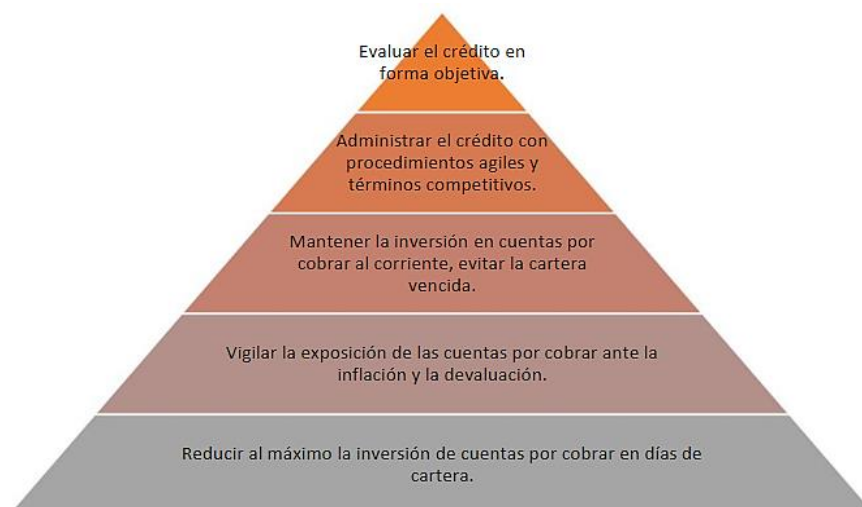 Evaluar el crédito en
forma objetiva.
Administrar el crédito con
procedimientos agiles y
términos competitivos.
Mantener la inversión en cuentas por
cobrar al corriente, evitar la cartera
vencida.
Vigilar la exposición de las cuentas por cobrar ante la
inflación y la devaluación.
Reducir al máximo la inversión de cuentas por cobrar en días de
cartera.